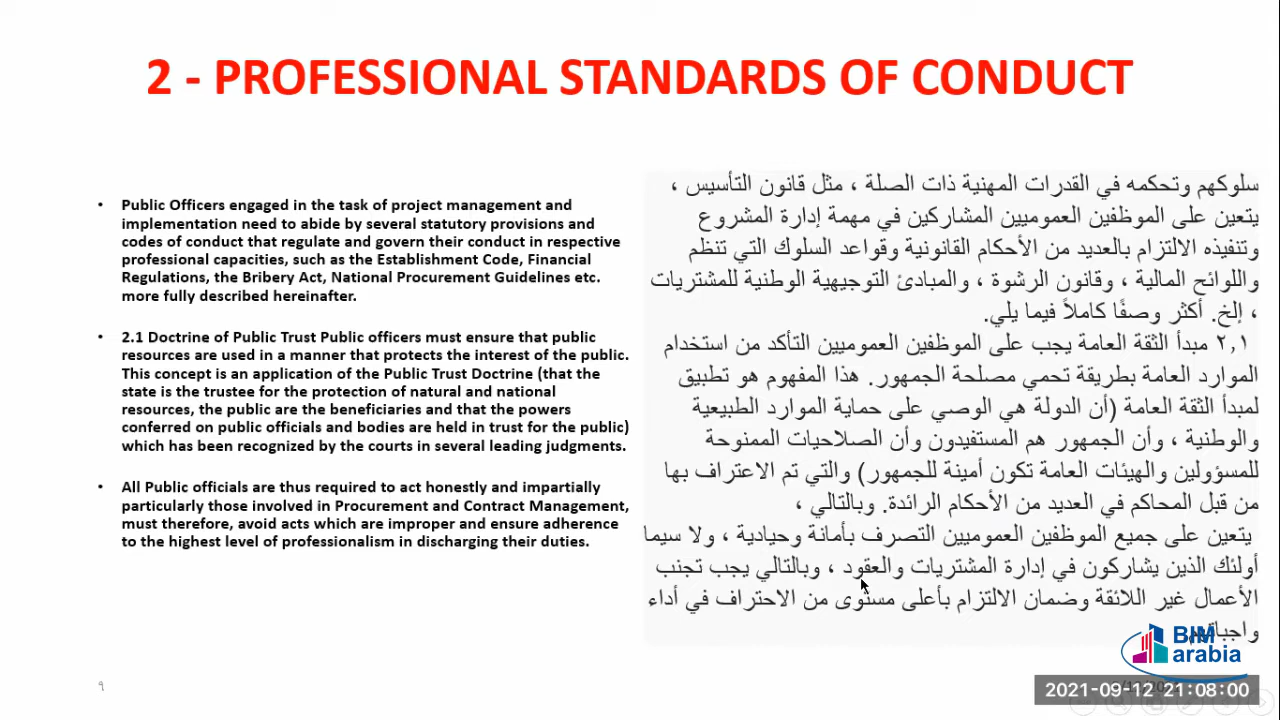 2 - PROFESSIONAL STANDARDS OF CONDUCT
• Public Officers engaged in the task of project management and
implementation need to abide by several statutory provisions and
codes of conduct that regulate and govern their conduct in respective
professional capacities, such as the Establishment Code, Financial
Regulations, the Bribery Act, National Procurement Guidelines etc.
more fully described hereinafter.
• 2.1 Doctrine of Public Trust Public officers must ensure that public
resources are used in a manner that protects the interest of the public.
This concept is an application of the Public Trust Doctrine (that the
state is the trustee for the protection of natural and national
resources, the public are the beneficiaries and that the powers
conferred on public officials and bodies are held in trust for the public)
which has been recognized by the courts in several leading judgments.
• All Public officials are thus required to act honestly and impartially
particularly those involved in Procurement and Contract Management,
must therefore, avoid acts which are improper and ensure adherence
to the highest level of professionalism in discharging their duties.
سلوكهم وتحكمه في القدرات المهنية ذات الصلة ، مثل قانون التأسيس ،
يتعين على الموظفين العموميين المشاركين في مهمة إدارة المشروع
وتنفيذه الالتزام بالعديد من الأحكام القانونية وقواعد السلوك التي تنظم
واللوائح المالية ، وقانون الرشوة ، والمبادئ التوجيهية الوطنية للمشتريات
، إلخ. أكثر وصفًا كاملاً فيما يلي.
٢,١ مبدأ الثقة العامة يجب على الموظفين العموميين التأكد من استخدام
الموارد العامة بطريقة تحمي مصلحة الجمهور. هذا المفهوم هو تطبيق
لمبدأ الثقة العامة (أن الدولة هي الوصي على حماية الموارد الطبيعية
والوطنية ، وأن الجمهور هم المستفيدون وأن الصلاحيات الممنوحة
للمسؤولين والهيئات العامة تكون أمينة للجمهور) والتي تم الاعتراف بها
من قبل المحاكم في العديد من الأحكام الرائدة. وبالتالي ،
يتعين على جميع الموظفين العموميين التصرف بأمانة وحيادية ، ولا سيما
أولئك الذين يشاركون في إدارة المشتريات والعقود ، وبالتالي يجب تجنب
الأعمال غير اللائقة وضمان الالتزام بأعلى مستوى من الاحتراف في أداء
واجباتهم
BIM
arabia
٩
2021-09-12 21:08:00